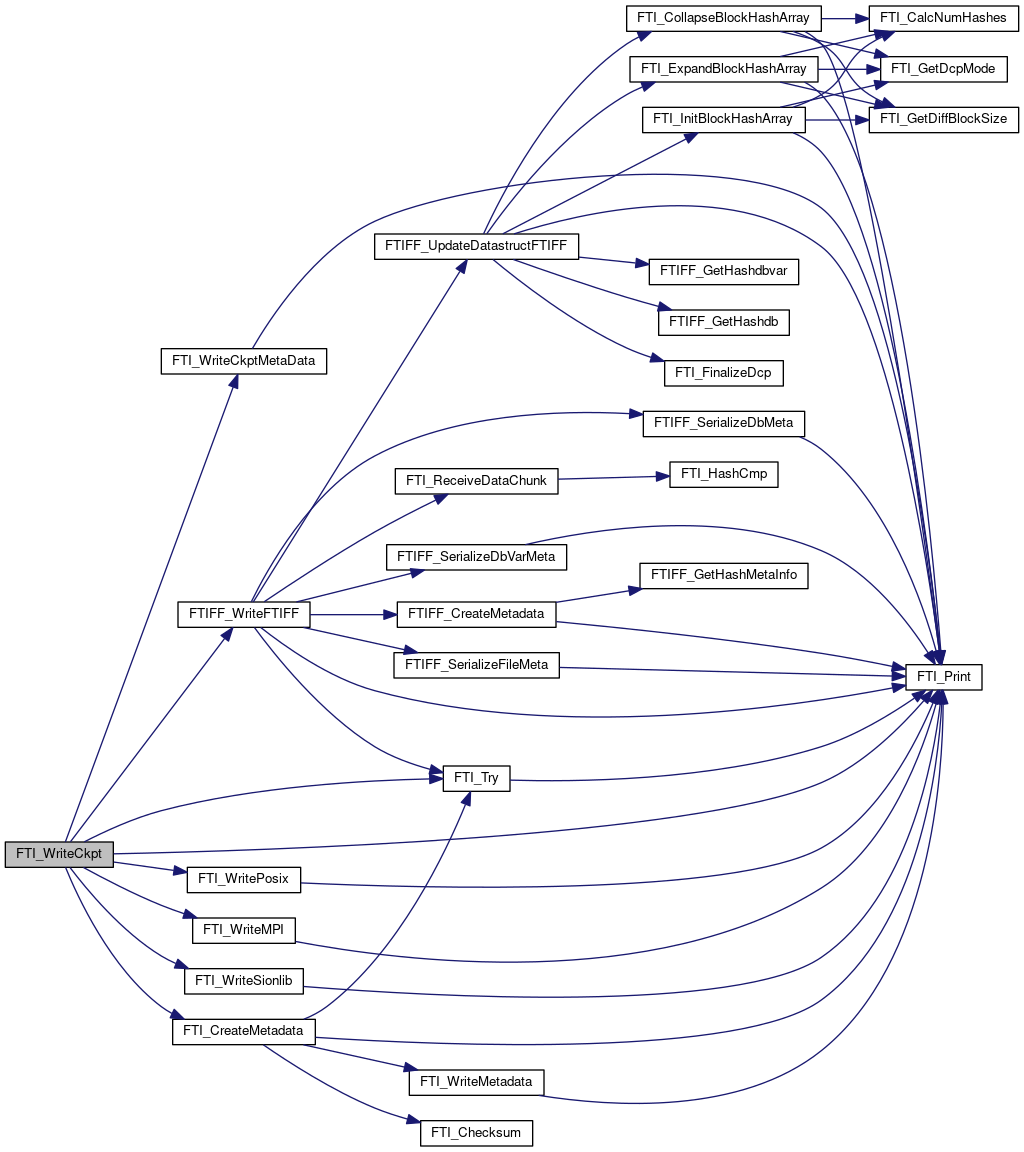 FTI_CollapseBlockHashArray
FTI_CalcNumHashes
FTI_ExpandBlockHashArray
FTI_GetDcpMode
FTI_InitBlockHashArray
FTI_GetDiffBlockSize
FTIFF_UpdateDatastructFTIFF
FTIFF_GetHashdbvar
FTIFF_GetHashdb
FTI_WriteCkptMetaData
FTI_FinalizeDcp
FTIFF_SerializeDbMeta
FTI_ReceiveDataChunk
FTI_HashCmp
FTIFF_SerializeDbVarMeta
FTIFF_GetHashMetaInfo
FTIFF_WriteFTIFF
FTIFF_CreateMetadata
FTIFF_SerializeFileMeta
FTI_Print
FTI_Try
FTI_WriteCkpt
FTI_WritePosix
FTI_WriteMPI
FTI_WriteSionlib
FTI_CreateMetadata
FTI_WriteMetadata
FTI_Checksum